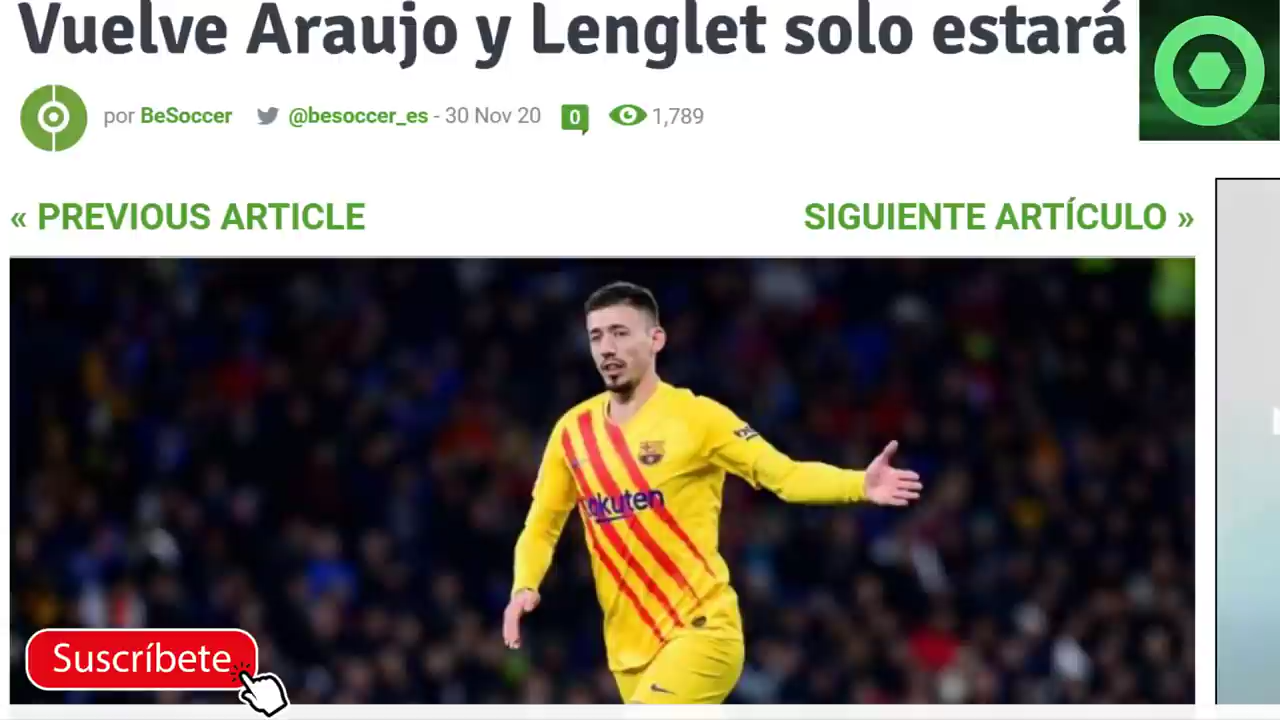 Vuelve Araujo y Lenglet solo estará
por BeSoccer @besoccer_es - 30 Nov 20 0 1,789
« PREVIOUS ARTICLE
SIGUIENTE ARTÍCULO »
Rakuten
Suscríbete